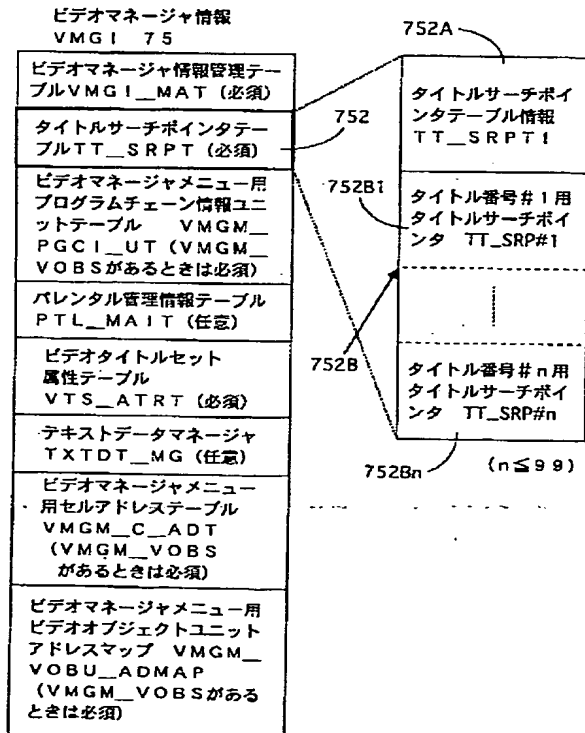 ビデオマネージャ情報
VMGI 75
ビデオマネージャ情報管理テー
ブルVMGI__MAT(必須)
タイトルサーチポインタテー
ブルTT__SRPT(必須)
ビデオマネージャメニュー用
プログラムチェーン情報ユニ
ットテーブル VMGM__
PGCI__UT(VMGM__
VOBSがあるときは必須)
パレンタル管理情報テーブル
PTL__MAIT(任意)
ビデオタイトルセット
属性テーブル
VTS__ATRT(必須)
テキストデータマネージャ
TXTDT__MG(任意)
ビデオマネージャメニュー
用セルアドレステーブル
VMGM__C__ADT
(VMGM__VOBS
があるときは必須)
ビデオマネージャメニュー用
ビデオオブジェクトユニット
アドレスマップ VMGM__
VOBU__ADMAP
(VMGM__VOBSがある
ときは必須)
752
752A
タイトルサーチポイ
ンタテーブル情報
TT__SRPTI
752B1
タイトル番号#1用
タイトルサーチポイ
ンタ TT_SRP#1
752B
タイトル番号#n用
タイトルサーチポイ
ンタ TT_SRP#n
752Bn
(n≦99)